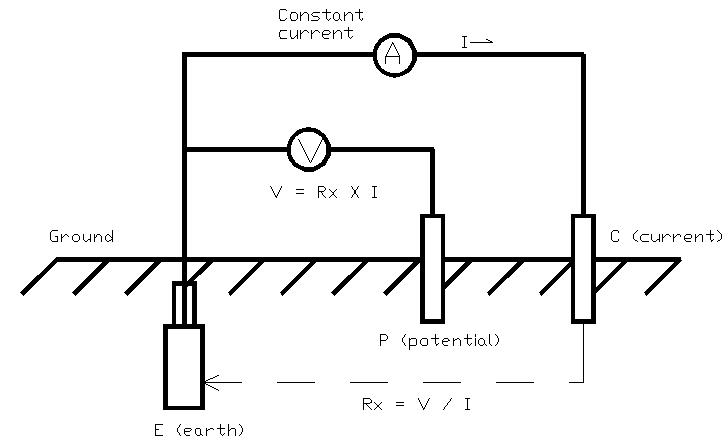 Constant
current
A
I
V
V = Rx X I
Ground
C (current)
P (potential)
Rx = V / I
E (earth)